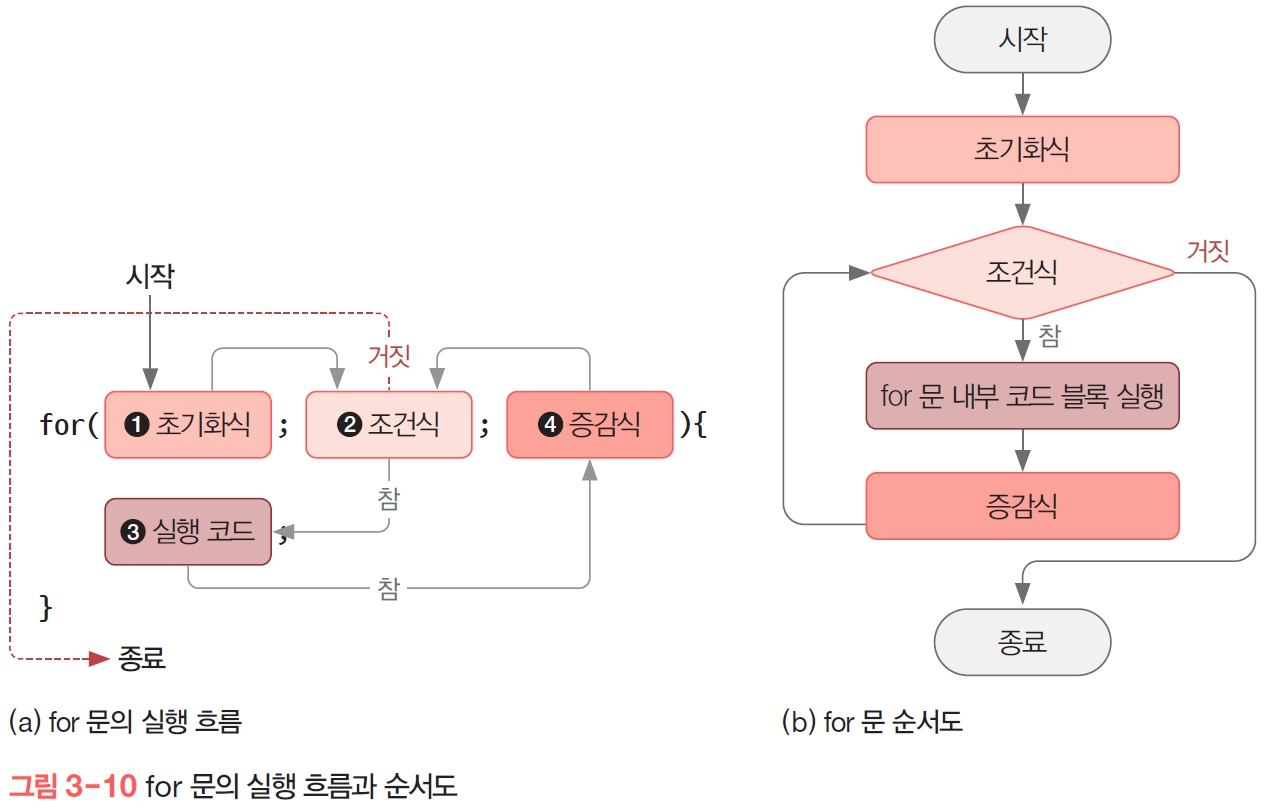 시작
거짓
for( ❶ 초기화식 ; ❷ 조건식 ; ❹ 증감식 ){
참
❸ 실행 코드 ;
참
}
종료
(a) for 문의 실행 흐름
시작
초기화식
조건식
거짓
참
for 문 내부 코드 블록 실행
증감식
종료
(b) for 문 순서도
그림 3-10 for 문의 실행 흐름과 순서도